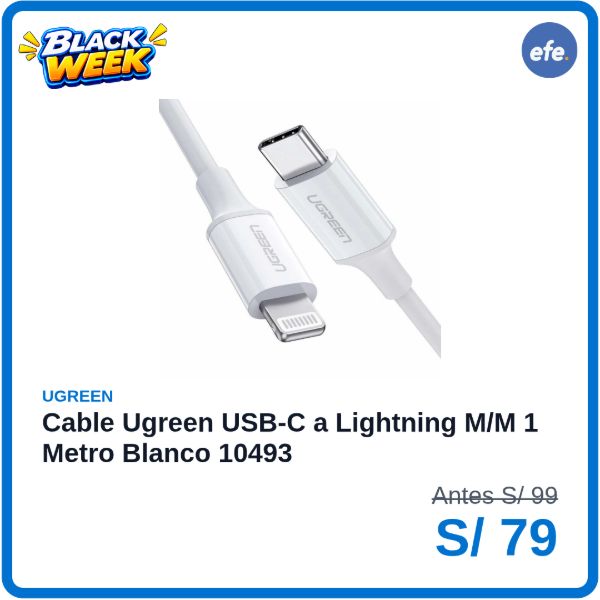 BLACK
WEEK
efe.
UGREEN
UGREEN
UGREEN
Cable Ugreen USB-C a Lightning M/M 1
Metro Blanco 10493
Antes S/ 99
S/ 79